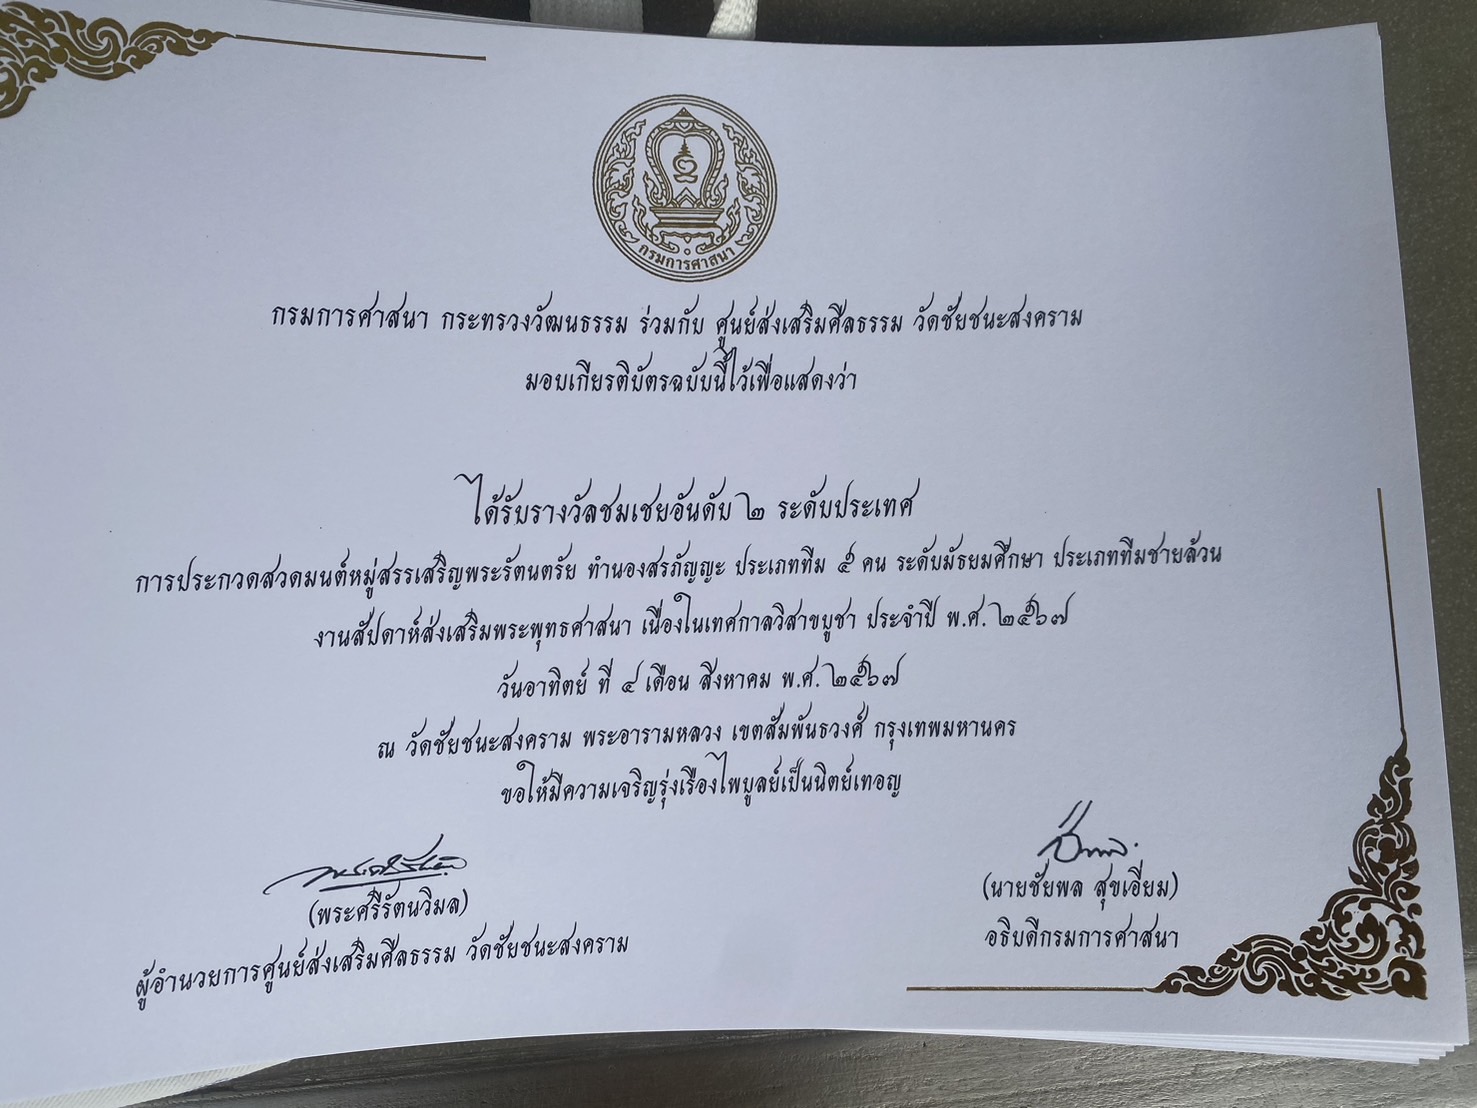 กรมการศาสนา
กรมการศาสนา กระทรวงวัฒนธรรม ร่วมกับ ศูนย์ส่งเสริมศีลธรรม วัดชัยชนะสงคราม
มอบเกียรติบัตรฉบับนี้ไว้เพื่อแสดงว่า
ได้รับรางวัลชมเชยอันดับ ๒ ระดับประเทศ
การประกวดสวดมนต์หมู่สรรเสริญพระรัตนตรัย ทำนองสรภัญญะ ประเภททีม ๕ คน ระดับมัธยมศึกษา ประเภททีมชายล้วน
งานสัปดาห์ส่งเสริมพระพุทธศาสนา เนื่องในเทศกาลวิสาขบูชา ประจำปี พ.ศ. ๒๕๖๗
วันอาทิตย์ ที่ ๔ เดือน สิงหาคม พ.ศ. ๒๕๖๗
ณ วัดชัยชนะสงคราม พระอารามหลวง เขตสัมพันธวงศ์ กรุงเทพมหานคร
ขอให้มีความเจริญรุ่งเรืองไพบูลย์เป็นนิตย์เทอญ
(พระศรีรัตนวิมล)
ผู้อำนวยการศูนย์ส่งเสริมศีลธรรม วัดชัยชนะสงคราม
(นายชัยพล สุขเอี่ยม)
อธิบดีกรมการศาสนา